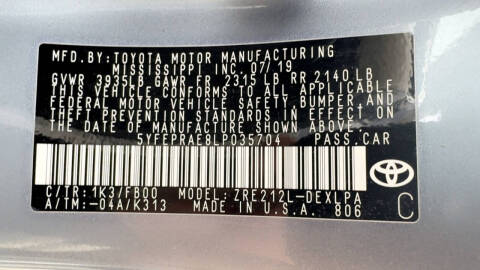 MFD.BY:TOYOTA MOTOR MANUFACTURING
MISSISSIPPI INC. 07/19
GVWR 3935LB GAWR FR 2315 LB RR 2140 LB
THIS VEHICLE CONFORMS TO ALL APPLICABLE
FEDERAL MOTOR VEHICLE SAFETY, BUMPER, AND
THEFT PREVENTION STANDARDS IN EFFECT ON
THE DATE OF MANUFACTURE SHOWN ABOVE.
5YFEPRAE8LP035704 PASS.CAR
C/TR:1K3/FB00 MODEL:ZRE212L-DEXLPA
A/TM:-04A/K313 MADE IN U.S.A. 806 C